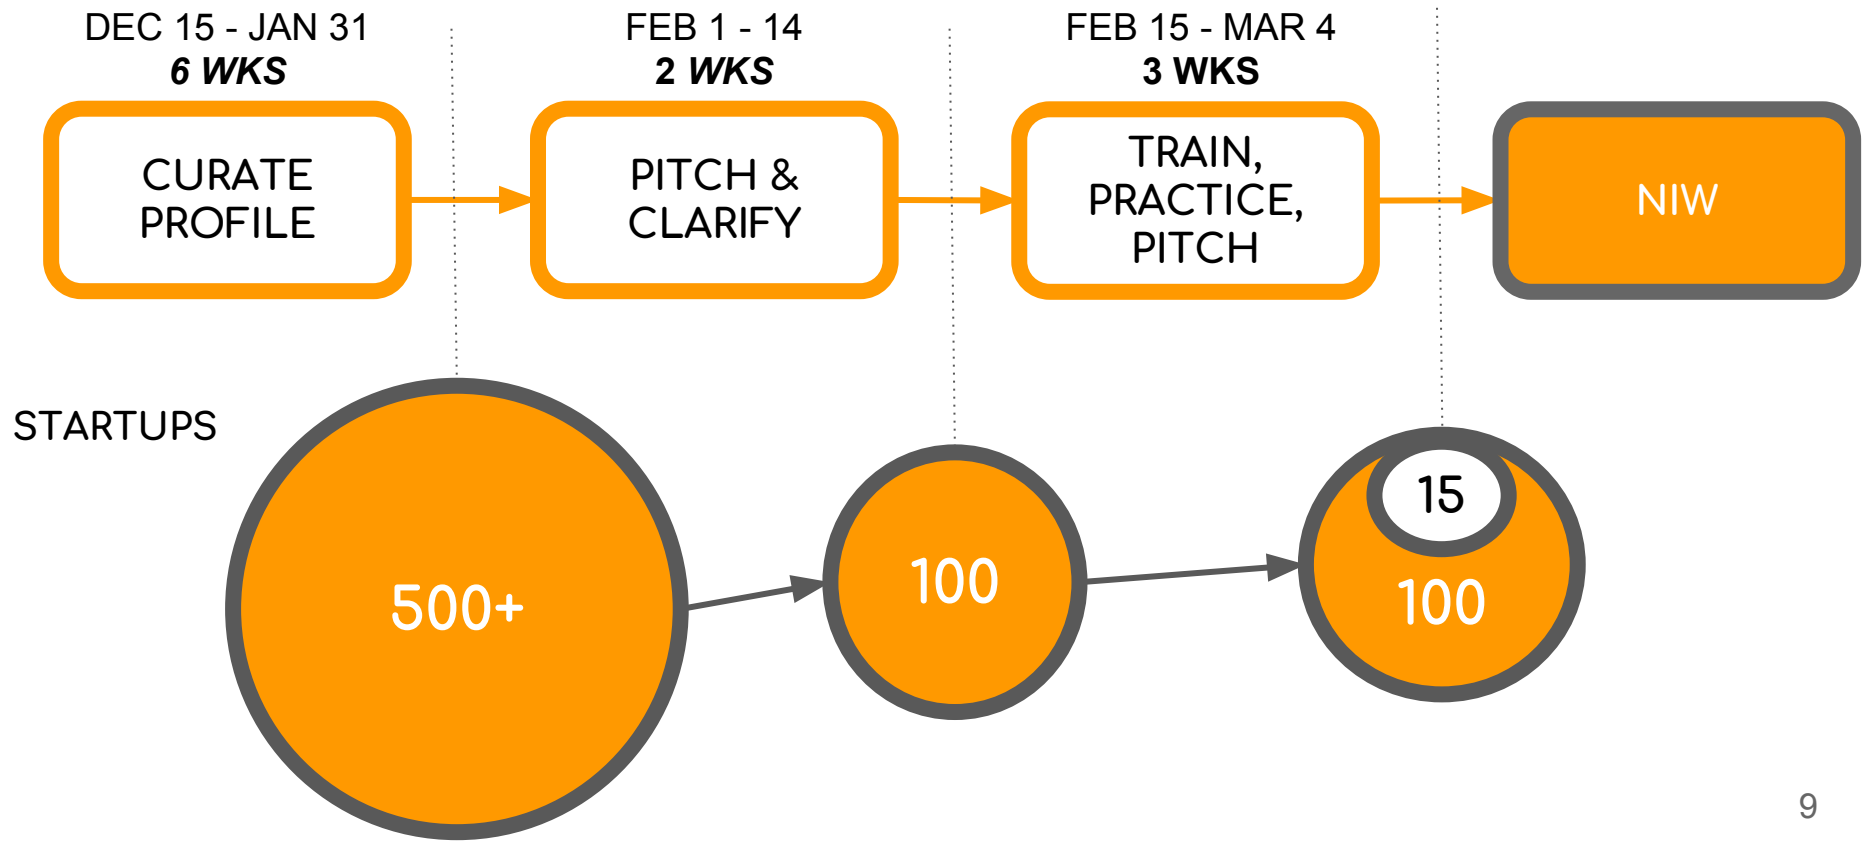 DEC 15 - JAN 31
6 WKS
FEB 1 - 14
2 WKS
FEB 15 - MAR 4
3 WKS
CURATE
PROFILE
PITCH &
CLARIFY
TRAIN,
PRACTICE,
PITCH
NIW
STARTUPS
500+
100
15
100
9